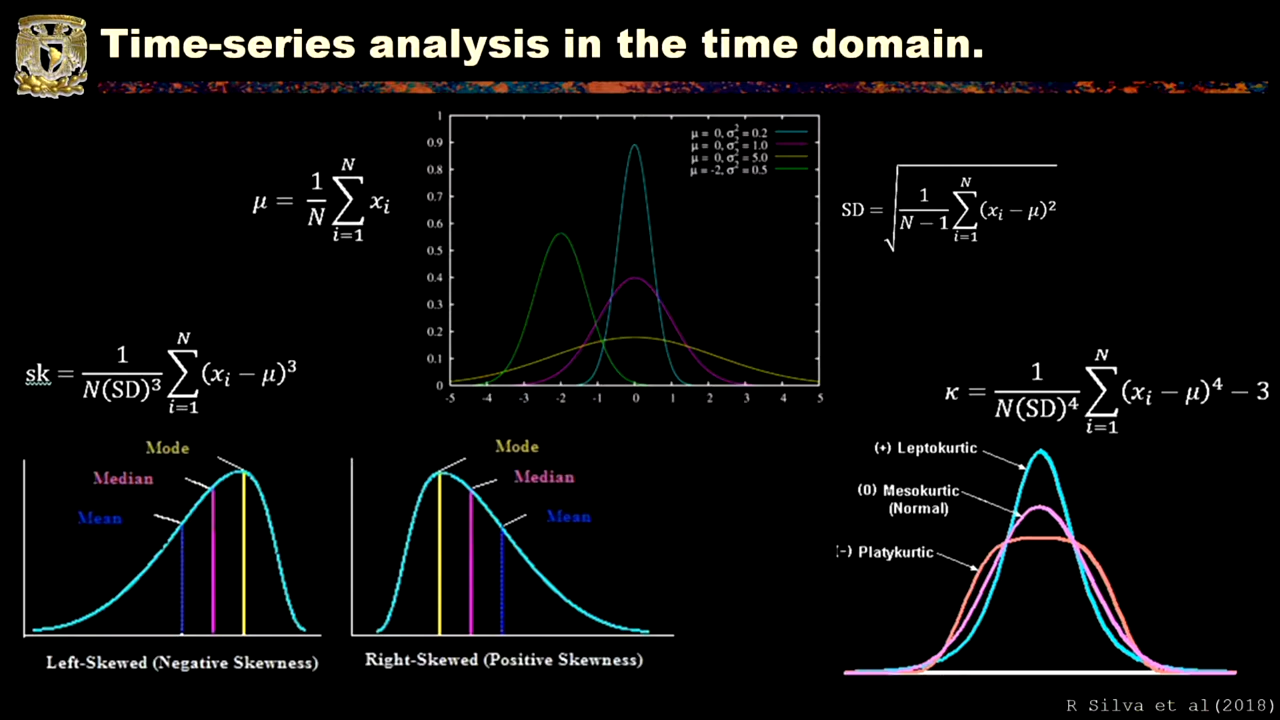 Time-series analysis in the time domain.
μ = 1/N ∑_{i=1}^{N} x_i
1
0.9
0.8
0.7
0.6
0.5
0.4
0.3
0.2
0.1
0
-5 -4 -3 -2 -1 0 1 2 3 4 5
μ = 0, σ² = 0.2
μ = 0, σ² = 1.0
μ = 0, σ² = 5.0
μ = -2, σ² = 0.5
SD = √(1/(N − 1) ∑_{i=1}^{N} (x_i − μ)²)
sk = 1/(N(SD)³) ∑_{i=1}^{N} (x_i − μ)³
κ = 1/(N(SD)⁴) ∑_{i=1}^{N} (x_i − μ)⁴ − 3
Mode
Median
Mean
Left-Skewed (Negative Skewness)
Mode
Median
Mean
Right-Skewed (Positive Skewness)
(+) Leptokurtic
(0) Mesokurtic
(Normal)
(-) Platykurtic
R Silva et al(2018)